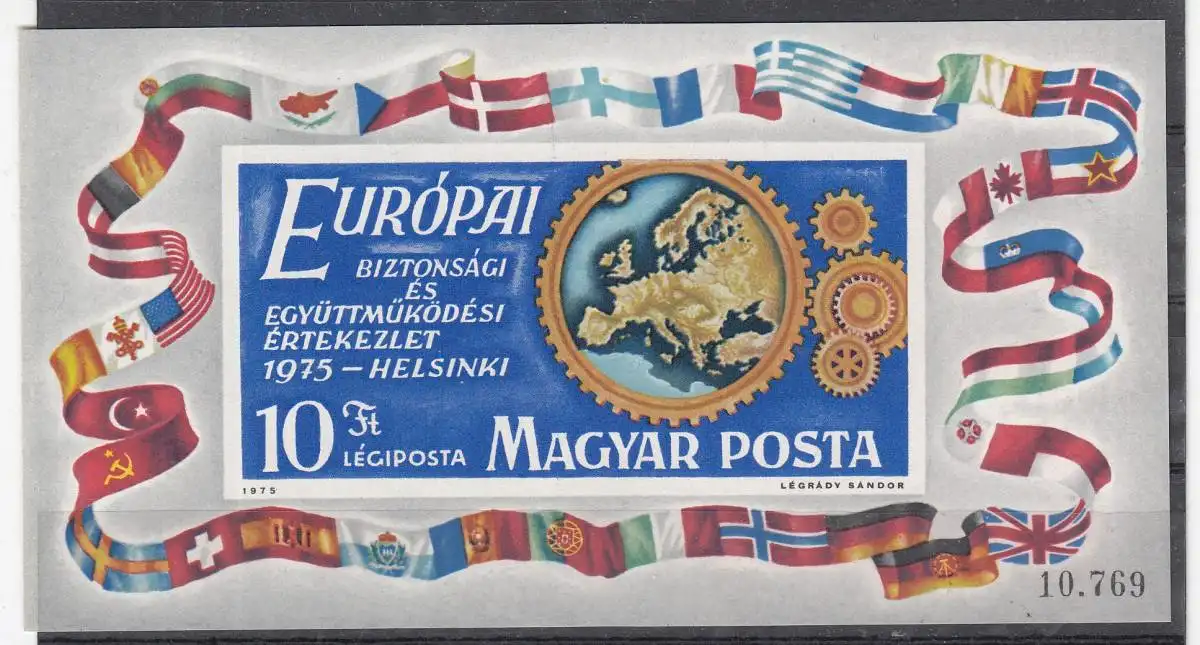 EURÓPAI
BIZTONSÁGI
ÉS
EGYÜTTMŰKÖDÉSI
ÉRTEKEZLET
1975 – HELSINKI
10 Ft
LÉGIPOSTA
MAGYAR POSTA
1975
LÉGRÁDY SÁNDOR
10.769